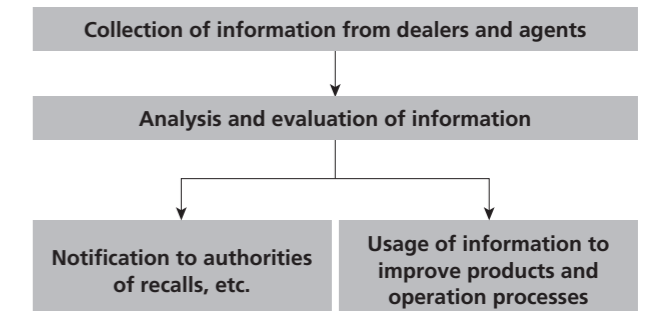 Collection of information from dealers and agents
Analysis and evaluation of information
Notification to authorities
of recalls, etc.
Usage of information to
improve products and
operation processes